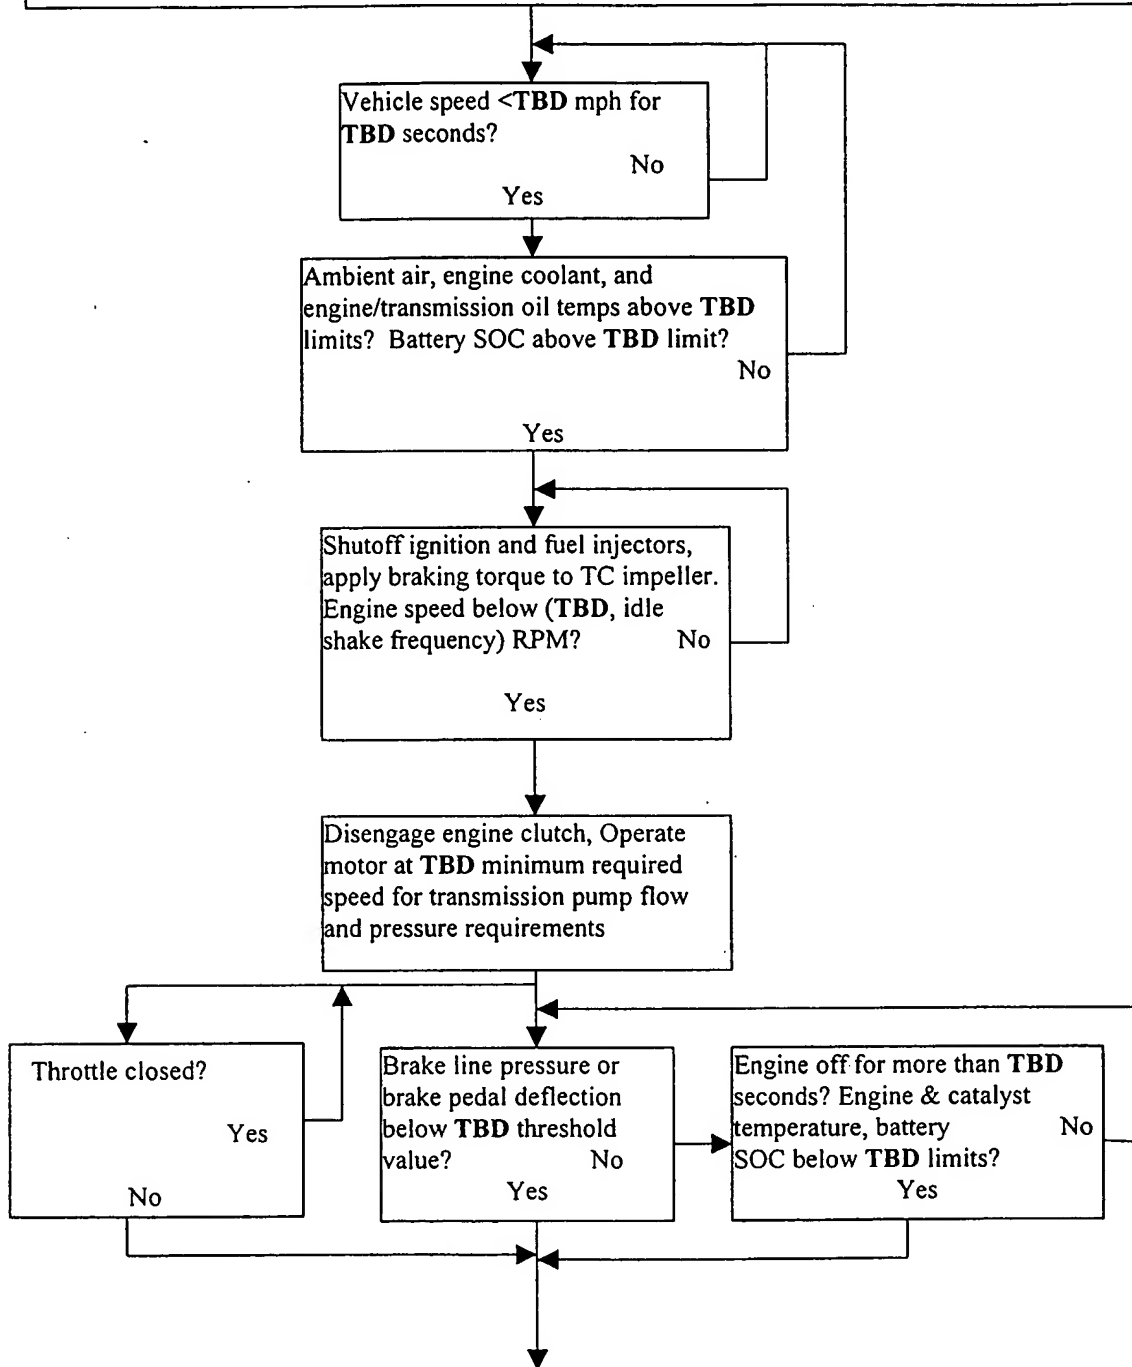 Vehicle speed <TBD mph for
TBD seconds?
No
Yes
Ambient air, engine coolant, and
engine/transmission oil temps above TBD
limits? Battery SOC above TBD limit?
No
Yes
Shutoff ignition and fuel injectors,
apply braking torque to TC impeller.
Engine speed below (TBD, idle
shake frequency) RPM? No
Yes
Disengage engine clutch, Operate
motor at TBD minimum required
speed for transmission pump flow
and pressure requirements
Throttle closed?
Yes
No
Brake line pressure or
brake pedal deflection
below TBD threshold
value? No
Yes
Engine off for more than TBD
seconds? Engine & catalyst
temperature, battery No
SOC below TBD limits?
Yes